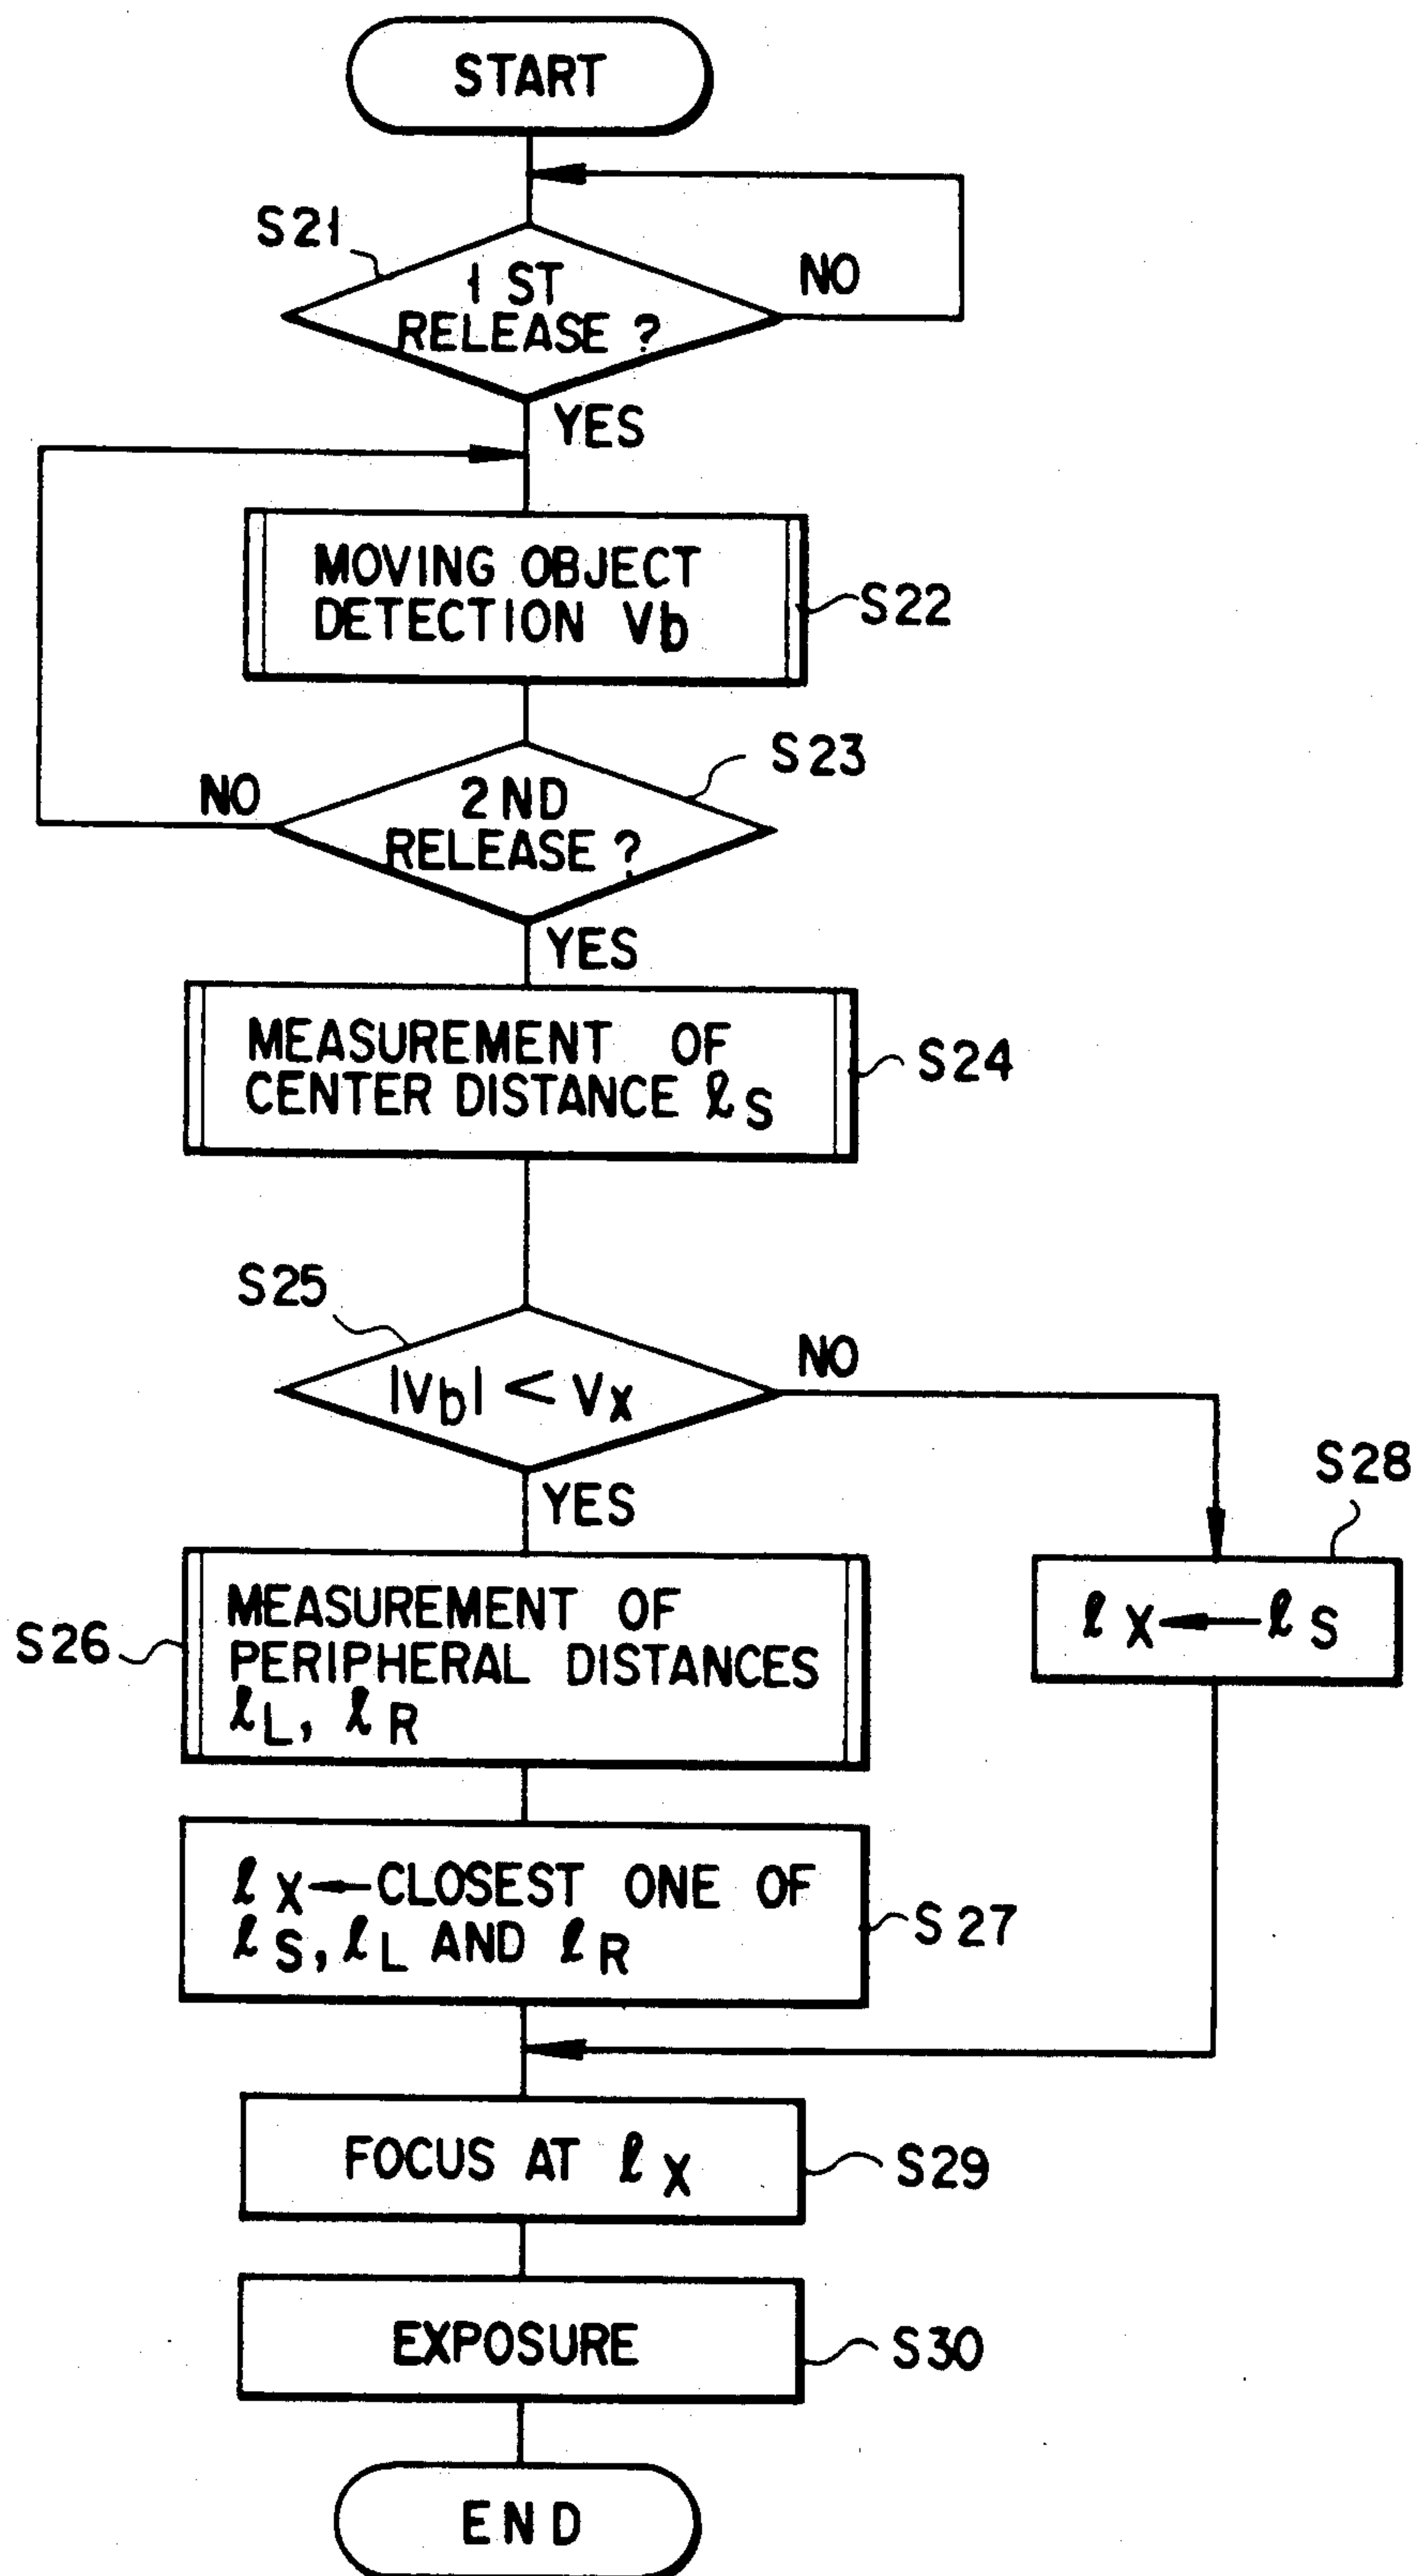 START
S21
1 ST
RELEASE ?
NO
YES
MOVING OBJECT
DETECTION Vb
S22
S23
2 ND
RELEASE ?
NO
YES
MEASUREMENT OF
CENTER DISTANCE ℓS
S24
S25
|Vb| < VX
NO
YES
S28
ℓX ← ℓS
S26
MEASUREMENT OF
PERIPHERAL DISTANCES
ℓL, ℓR
ℓX ← CLOSEST ONE OF
ℓS, ℓL AND ℓR
S27
FOCUS AT ℓX
S29
EXPOSURE
S30
END